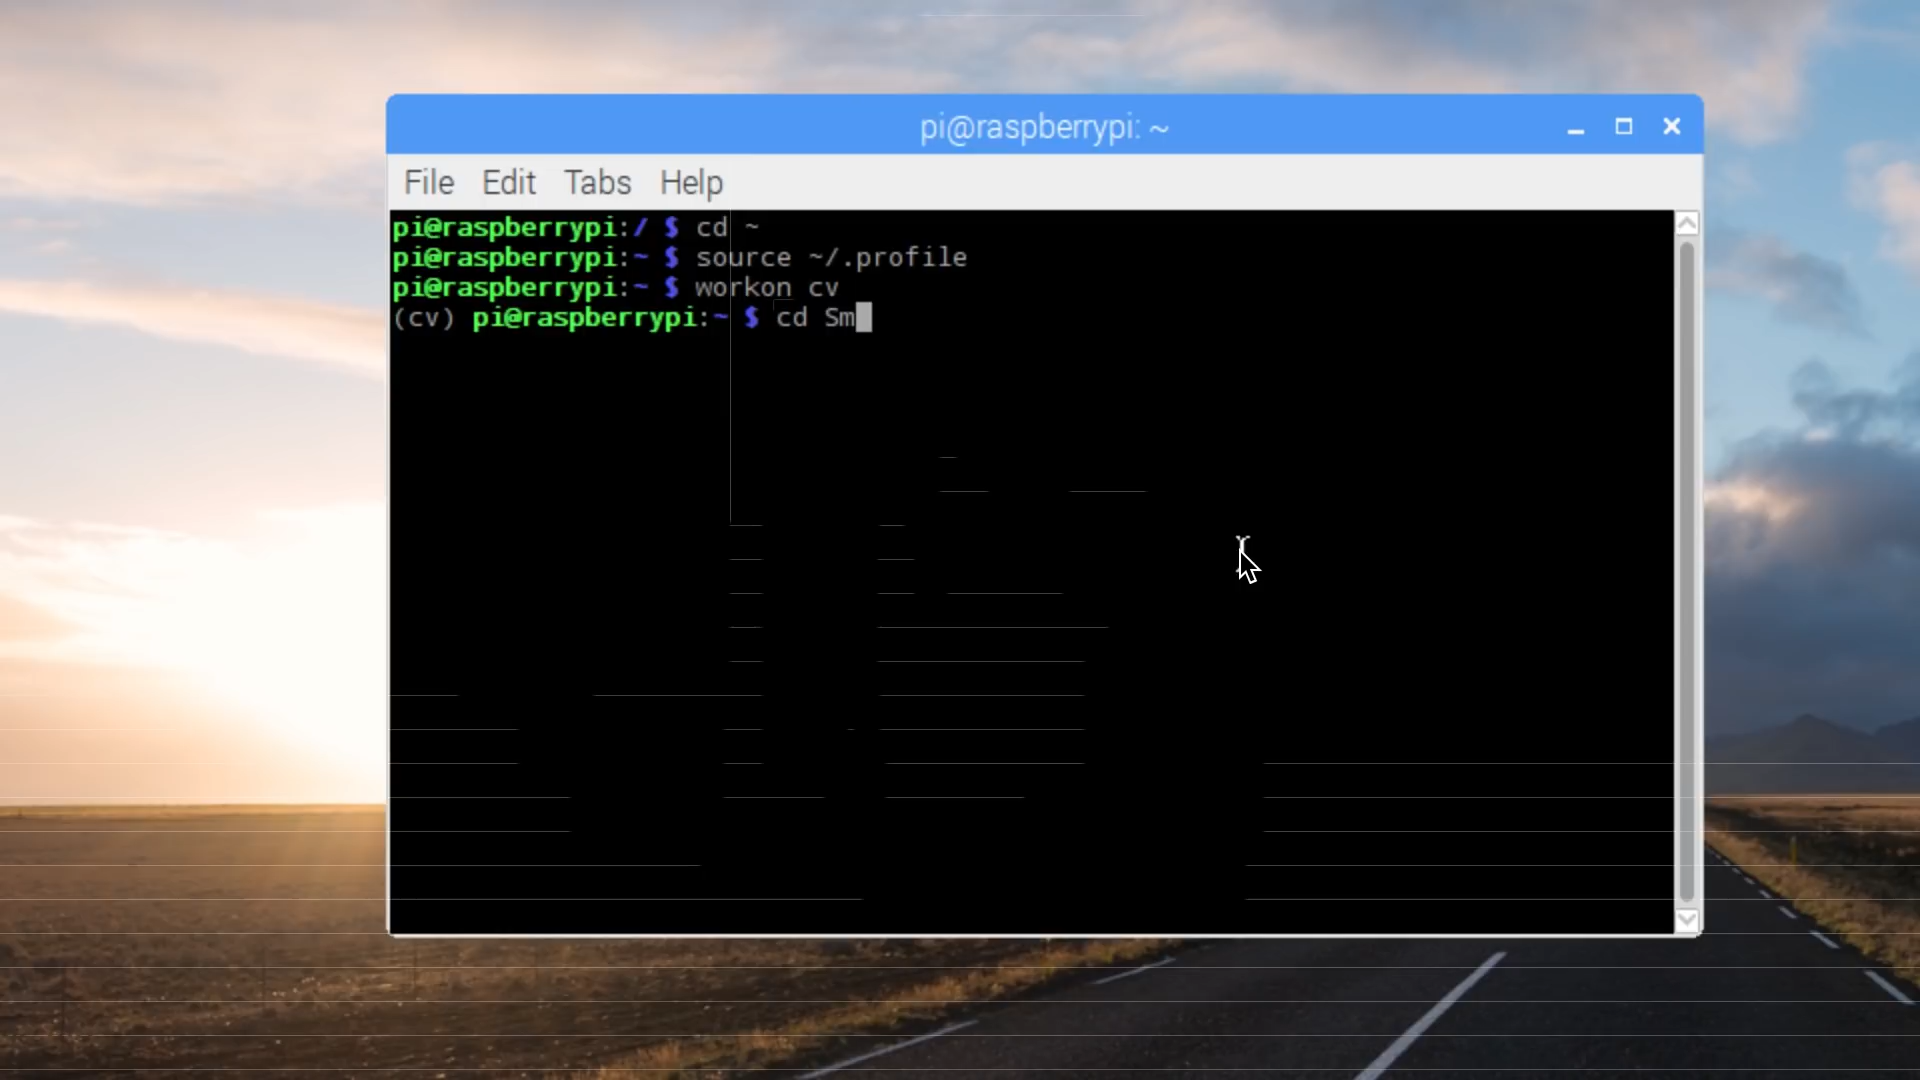 pi@raspberrypi: ~
File Edit Tabs Help
pi@raspberrypi:/ $ cd ~
pi@raspberrypi:~ $ source ~/.profile
pi@raspberrypi:~ $ workon cv
(cv) pi@raspberrypi:~ $ cd Sm